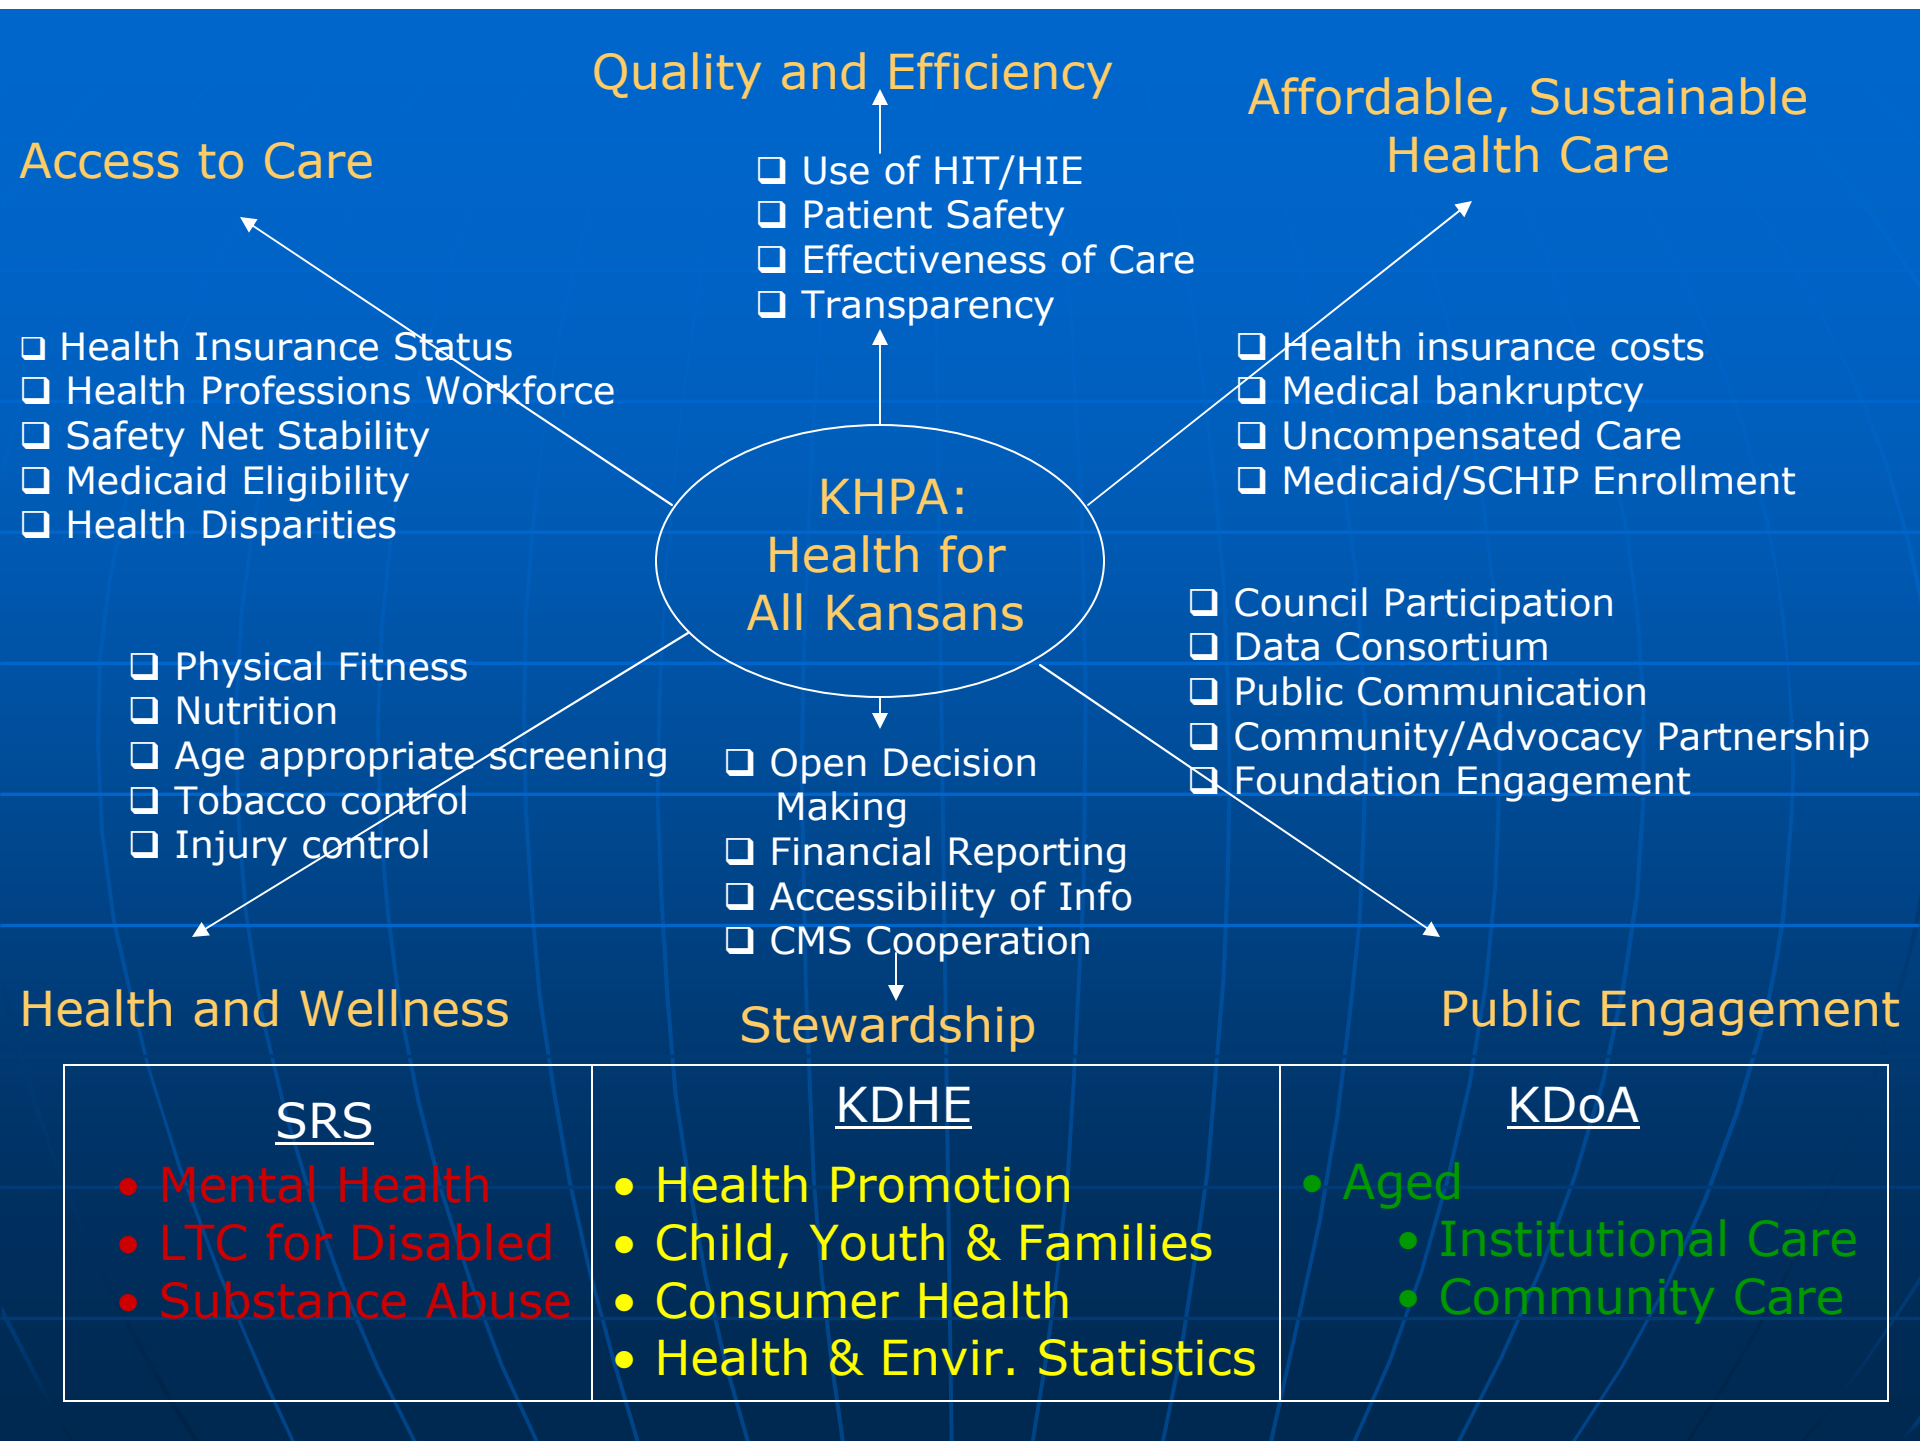 Quality and Efficiency
Affordable, Sustainable
Health Care
Access to Care
❑ Use of HIT/HIE
❑ Patient Safety
❑ Effectiveness of Care
❑ Transparency
❑ Health Insurance Status
❑ Health Professions Workforce
❑ Safety Net Stability
❑ Medicaid Eligibility
❑ Health Disparities
❑ Health insurance costs
❑ Medical bankruptcy
❑ Uncompensated Care
❑ Medicaid/SCHIP Enrollment
KHPA:
Health for
All Kansans
❑ Council Participation
❑ Data Consortium
❑ Public Communication
❑ Community/Advocacy Partnership
❑ Foundation Engagement
❑ Physical Fitness
❑ Nutrition
❑ Age appropriate screening
❑ Tobacco control
❑ Injury control
❑ Open Decision
Making
❑ Financial Reporting
❑ Accessibility of Info
❑ CMS Cooperation
Health and Wellness
Stewardship
Public Engagement
SRS
• Mental Health
• LTC for Disabled
• Substance Abuse
KDHE
• Health Promotion
• Child, Youth & Families
• Consumer Health
• Health & Envir. Statistics
KDoA
• Aged
• Institutional Care
• Community Care